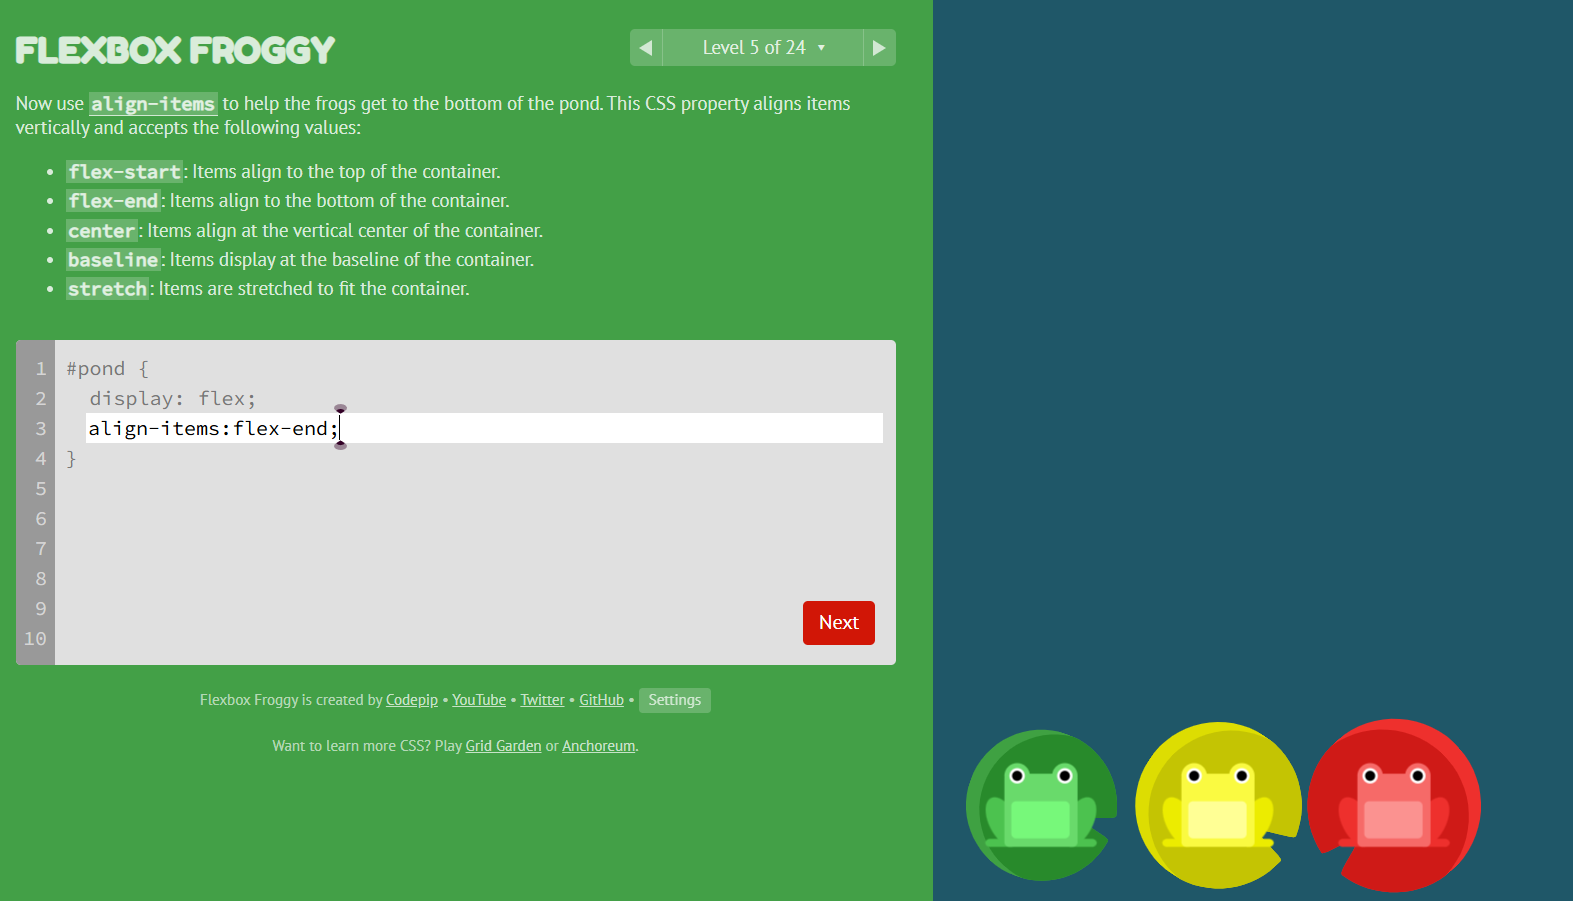 FLEXBOX FROGGY
Level 5 of 24
Now use align-items to help the frogs get to the bottom of the pond. This CSS property aligns items
vertically and accepts the following values:
• flex-start: Items align to the top of the container.
• flex-end: Items align to the bottom of the container.
• center: Items align at the vertical center of the container.
• baseline: Items display at the baseline of the container.
• stretch: Items are stretched to fit the container.
1 #pond {
2 display: flex;
3 align-items:flex-end;
4 }
5
6
7
8
9
10
Next
Flexbox Froggy is created by Codepip • YouTube • Twitter • GitHub • Settings
Want to learn more CSS? Play Grid Garden or Anchoreum.